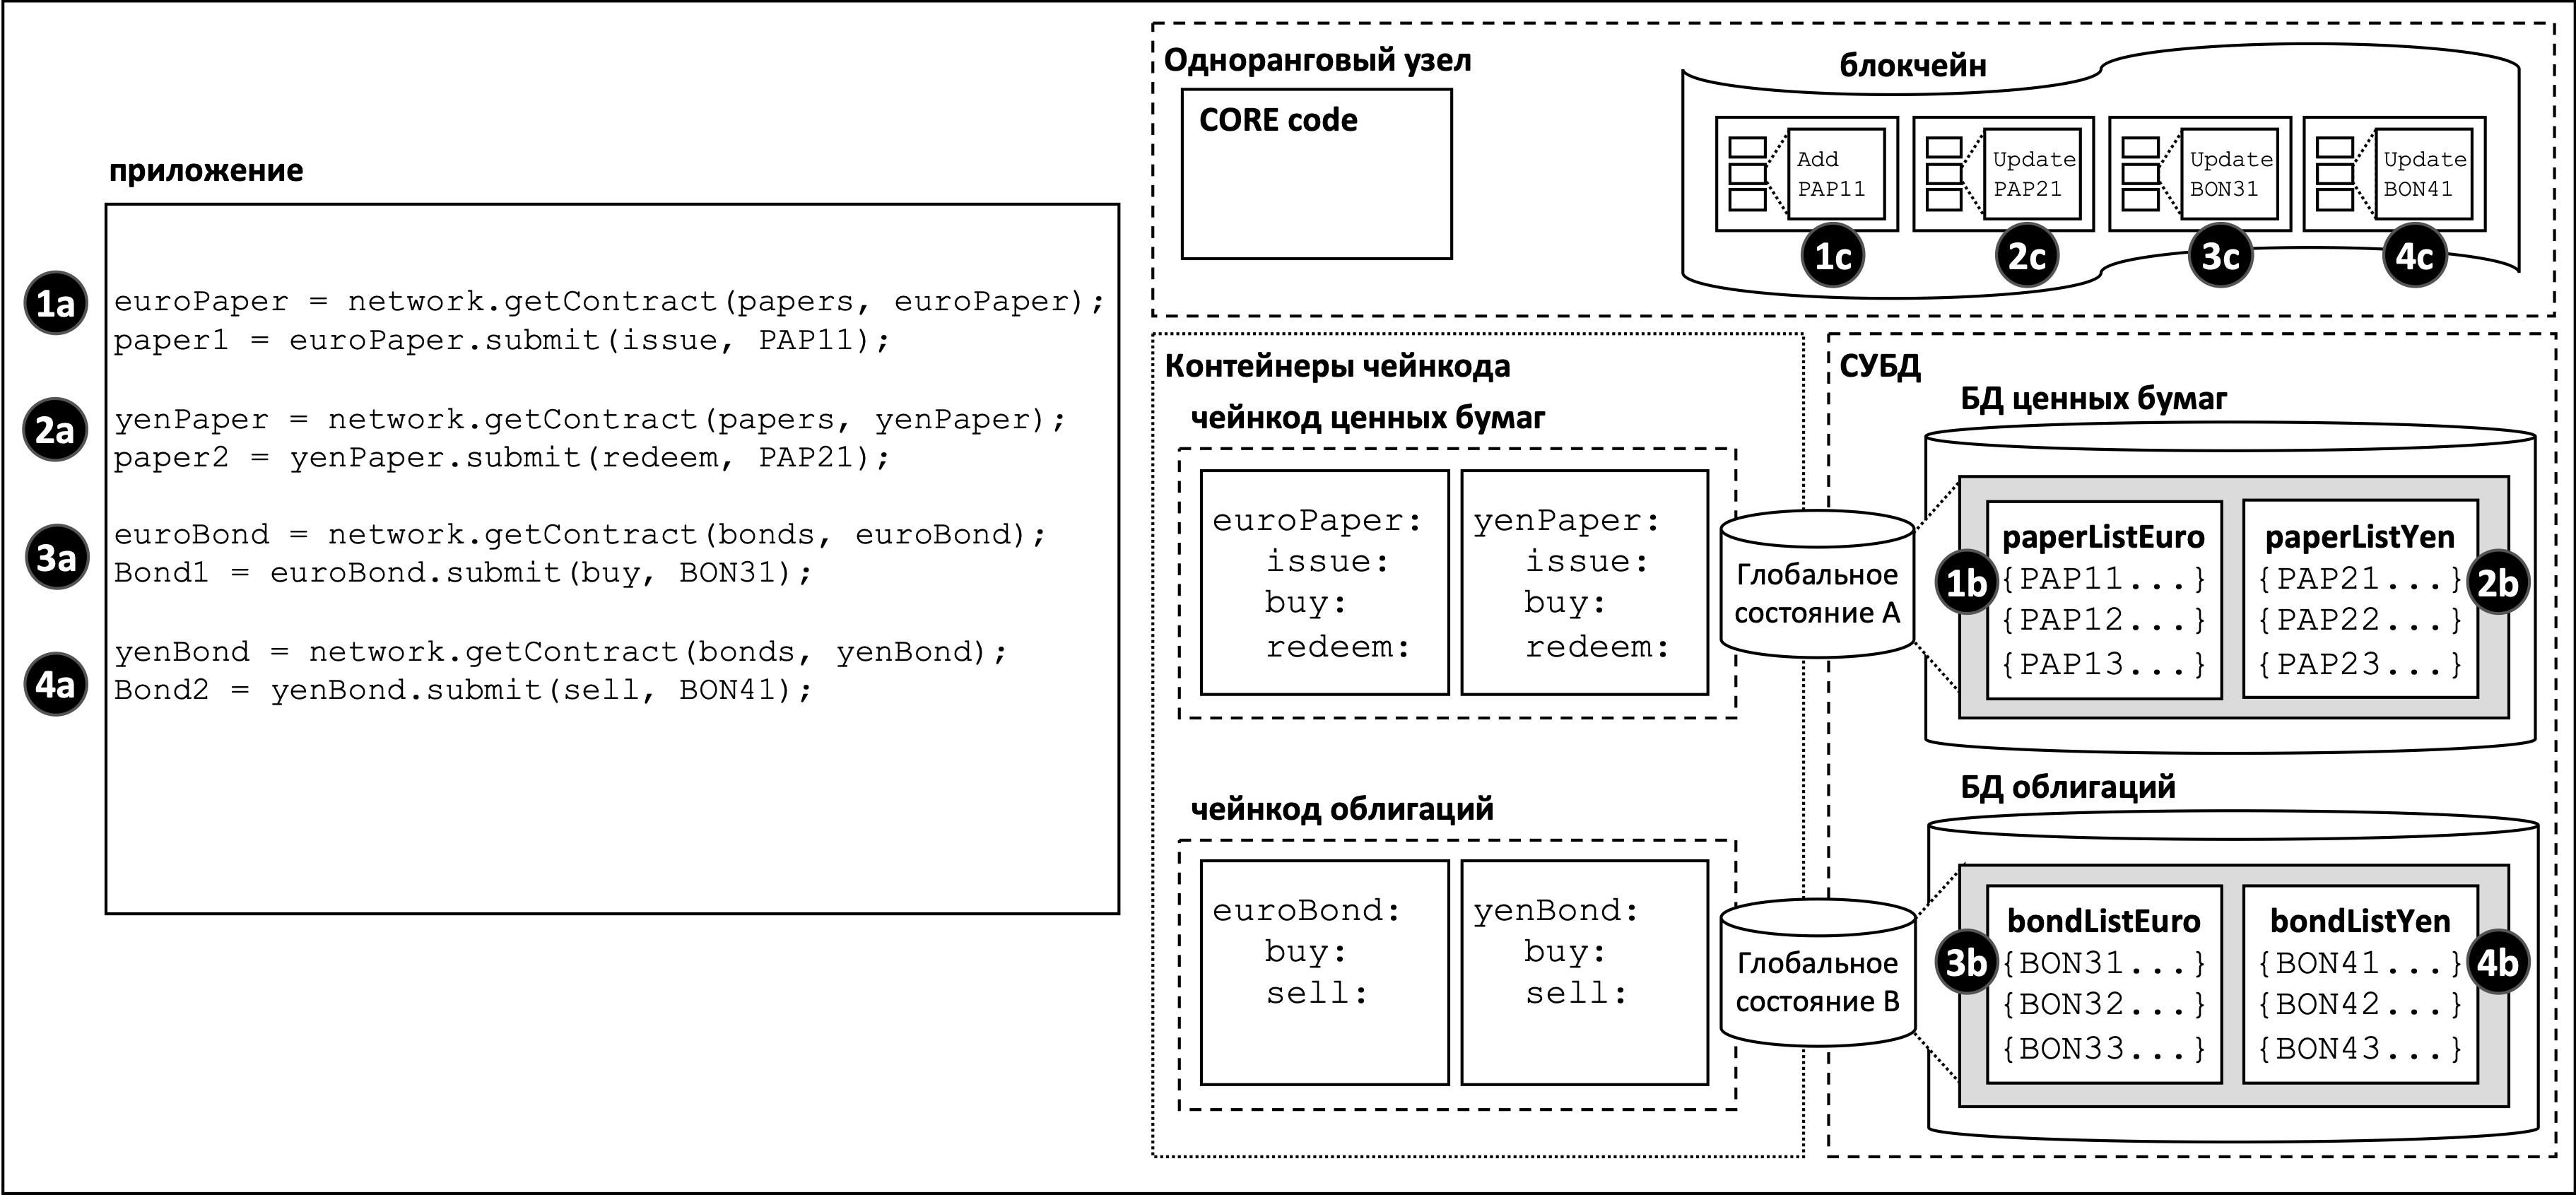 приложение
1a
euroPaper = network.getContract(papers, euroPaper);
paper1 = euroPaper.submit(issue, PAP11);
2a
yenPaper = network.getContract(papers, yenPaper);
paper2 = yenPaper.submit(redeem, PAP21);
3a
euroBond = network.getContract(bonds, euroBond);
Bond1 = euroBond.submit(buy, BON31);
4a
yenBond = network.getContract(bonds, yenBond);
Bond2 = yenBond.submit(sell, BON41);
Одноранговый узел
CORE code
блокчейн
Add
PAP11
1c
Update
PAP21
2c
Update
BON31
3c
Update
BON41
4c
Контейнеры чейнкода
чейнкод ценных бумаг
euroPaper:
issue:
buy:
redeem:
yenPaper:
issue:
buy:
redeem:
чейнкод облигаций
euroBond:
buy:
sell:
yenBond:
buy:
sell:
Глобальное
состояние А
Глобальное
состояние В
СУБД
БД ценных бумаг
1b
paperListEuro
{PAP11...}
{PAP12...}
{PAP13...}
paperListYen
{PAP21...}
{PAP22...}
{PAP23...}
2b
БД облигаций
3b
bondListEuro
{BON31...}
{BON32...}
{BON33...}
bondListYen
{BON41...}
{BON42...}
{BON43...}
4b